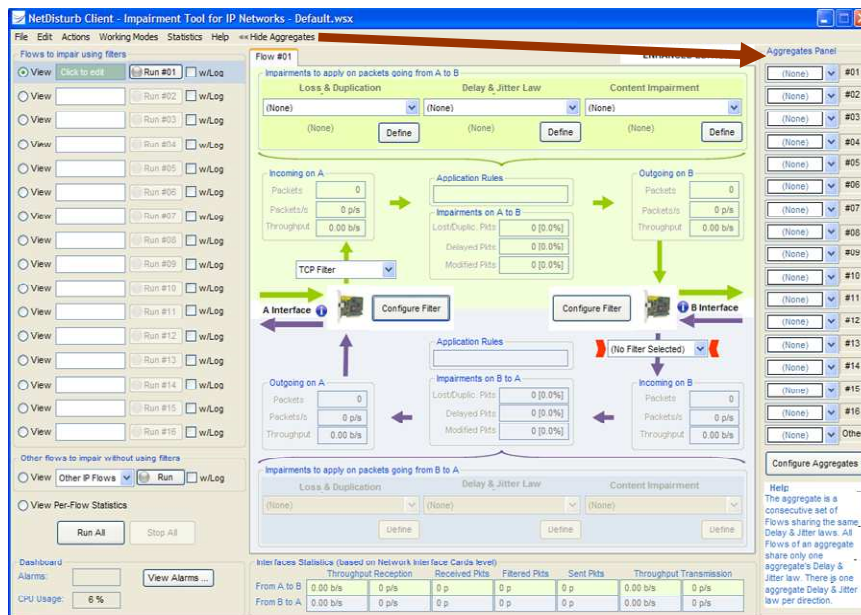 NetDisturb Client - Impairment Tool for IP Networks - Default.wsx
File Edit Actions Working Modes Statistics Help <<Hide Aggregates
Flows to impair using filters
View Click to edit Run #01 w/Log
View Run #02 w/Log
View Run #03 w/Log
View Run #04 w/Log
View Run #05 w/Log
View Run #06 w/Log
View Run #07 w/Log
View Run #08 w/Log
View Run #09 w/Log
View Run #10 w/Log
View Run #11 w/Log
View Run #12 w/Log
View Run #13 w/Log
View Run #14 w/Log
View Run #15 w/Log
View Run #16 w/Log
Other flows to impair without using filters
View Other IP Flows Run w/Log
View Per-Flow Statistics
Run All Stop All
Dashboard
Alarms: View Alarms ...
CPU Usage: 6 %
Flow #01
Impairments to apply on packets going from A to B
Loss & Duplication Delay & Jitter Law Content Impairment
(None) (None) (None)
(None) Define (None) Define (None) Define
Incoming on A
Packets 0
Packets/s 0 p/s
Throughput 0.00 b/s
Application Rules
Impairments on A to B
Lost/Duplic. Pkts 0 [0.0%]
Delayed Pkts 0 [0.0%]
Modified Pkts 0 [0.0%]
Outgoing on B
Packets 0
Packets/s 0 p/s
Throughput 0.00 b/s
TCP Filter
A Interface Configure Filter Configure Filter B Interface
(No Filter Selected)
Outgoing on A
Packets 0
Packets/s 0 p/s
Throughput 0.00 b/s
Application Rules
Impairments on B to A
Lost/Duplic. Pkts 0 [0.0%]
Delayed Pkts 0 [0.0%]
Modified Pkts 0 [0.0%]
Incoming on B
Packets 0
Packets/s 0 p/s
Throughput 0.00 b/s
Impairments to apply on packets going from B to A
Loss & Duplication Delay & Jitter Law Content Impairment
(None) (None) (None)
Define Define Define
Interfaces Statistics (based on Network Interface Cards level)
Throughput Reception Received Pkts Filtered Pkts Sent Pkts Throughput Transmission
From A to B 0.00 b/s 0 p/s 0 p 0 p 0 p 0.00 b/s 0 p/s
From B to A 0.00 b/s 0 p/s 0 p 0 p 0 p 0.00 b/s 0 p/s
Aggregates Panel
(None) #01
(None) #02
(None) #03
(None) #04
(None) #05
(None) #06
(None) #07
(None) #08
(None) #09
(None) #10
(None) #11
(None) #12
(None) #13
(None) #14
(None) #15
(None) #16
(None) Othe
Configure Aggregates
Help
The aggregate is a
consecutive set of
Flows sharing the same
Delay & Jitter laws. All
Flows of an aggregate
share only one
aggregate's Delay &
Jitter law. There is one
aggregate Delay & Jitter
law per direction.